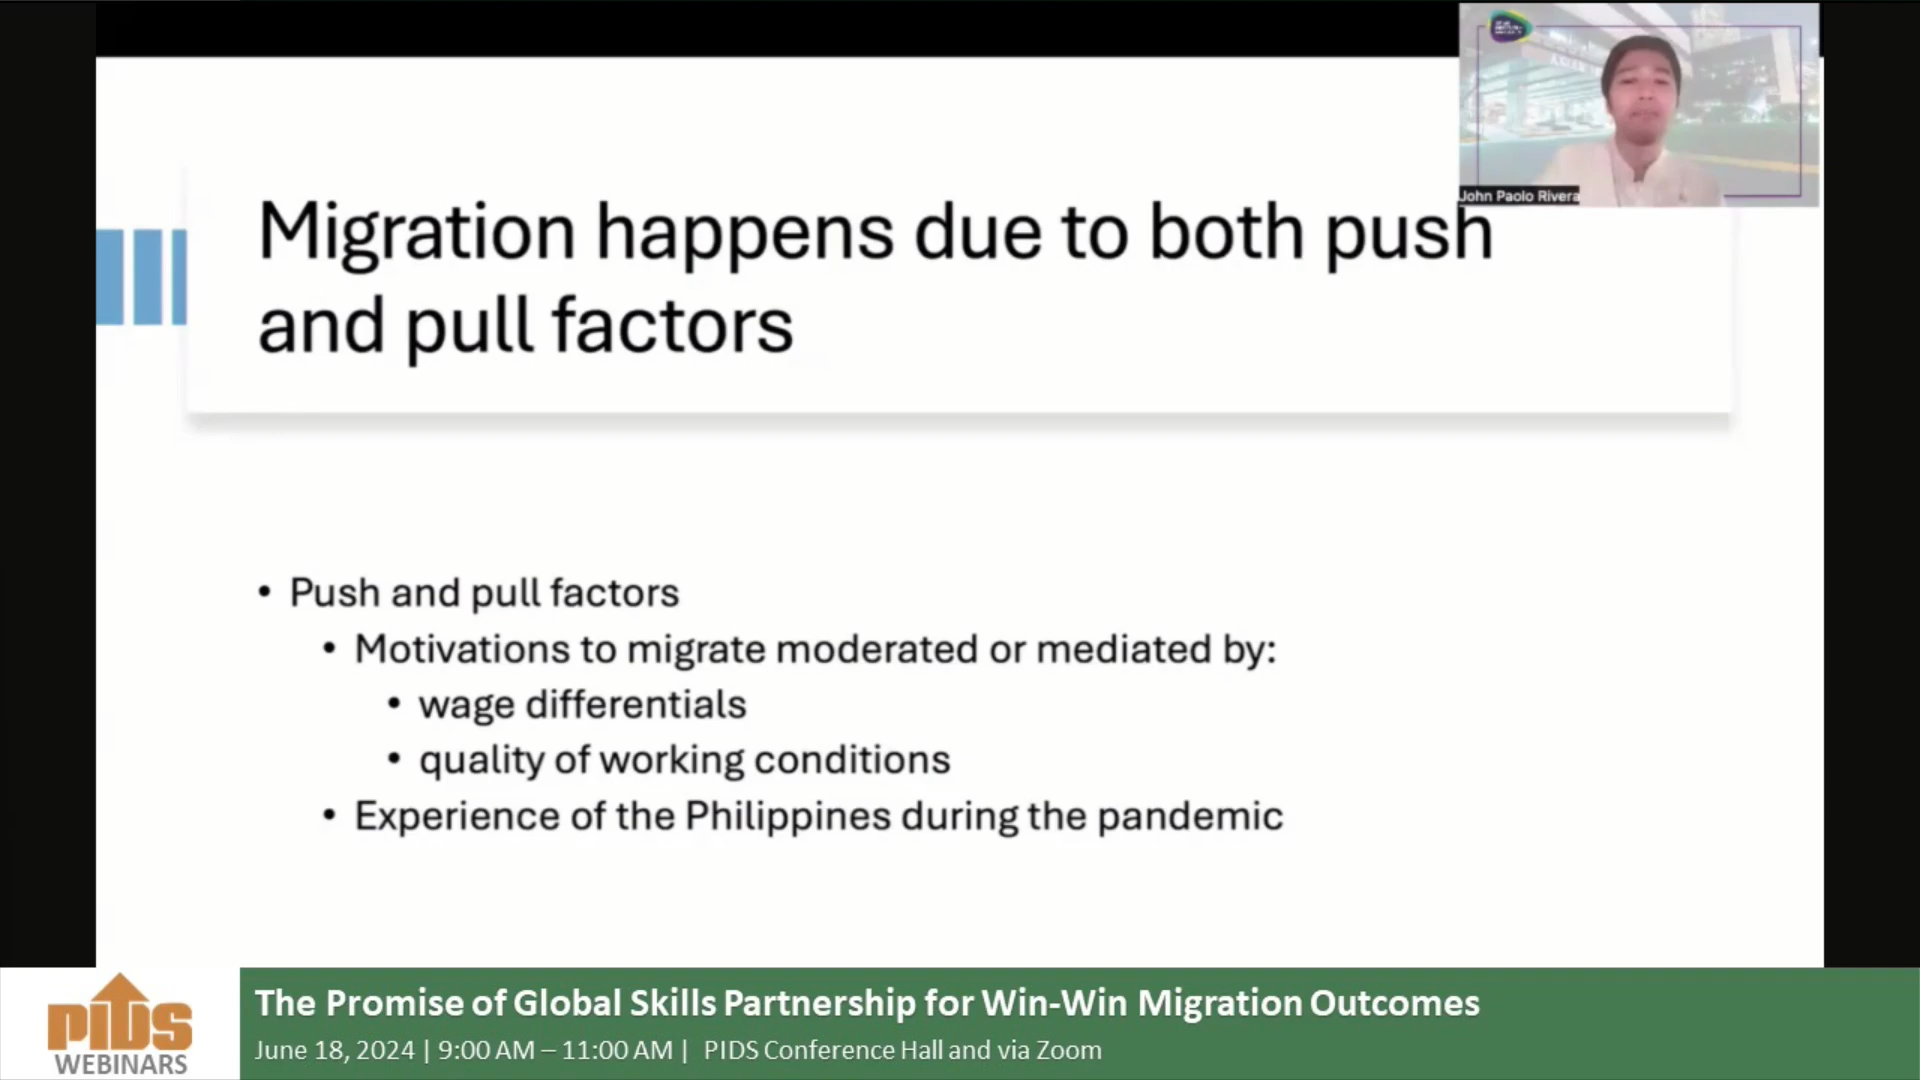 John Paolo Rivera
Migration happens due to both push
and pull factors
• Push and pull factors
• Motivations to migrate moderated or mediated by:
• wage differentials
• quality of working conditions
• Experience of the Philippines during the pandemic
PIDS
WEBINARS
The Promise of Global Skills Partnership for Win-Win Migration Outcomes
June 18, 2024 | 9:00 AM – 11:00 AM | PIDS Conference Hall and via Zoom